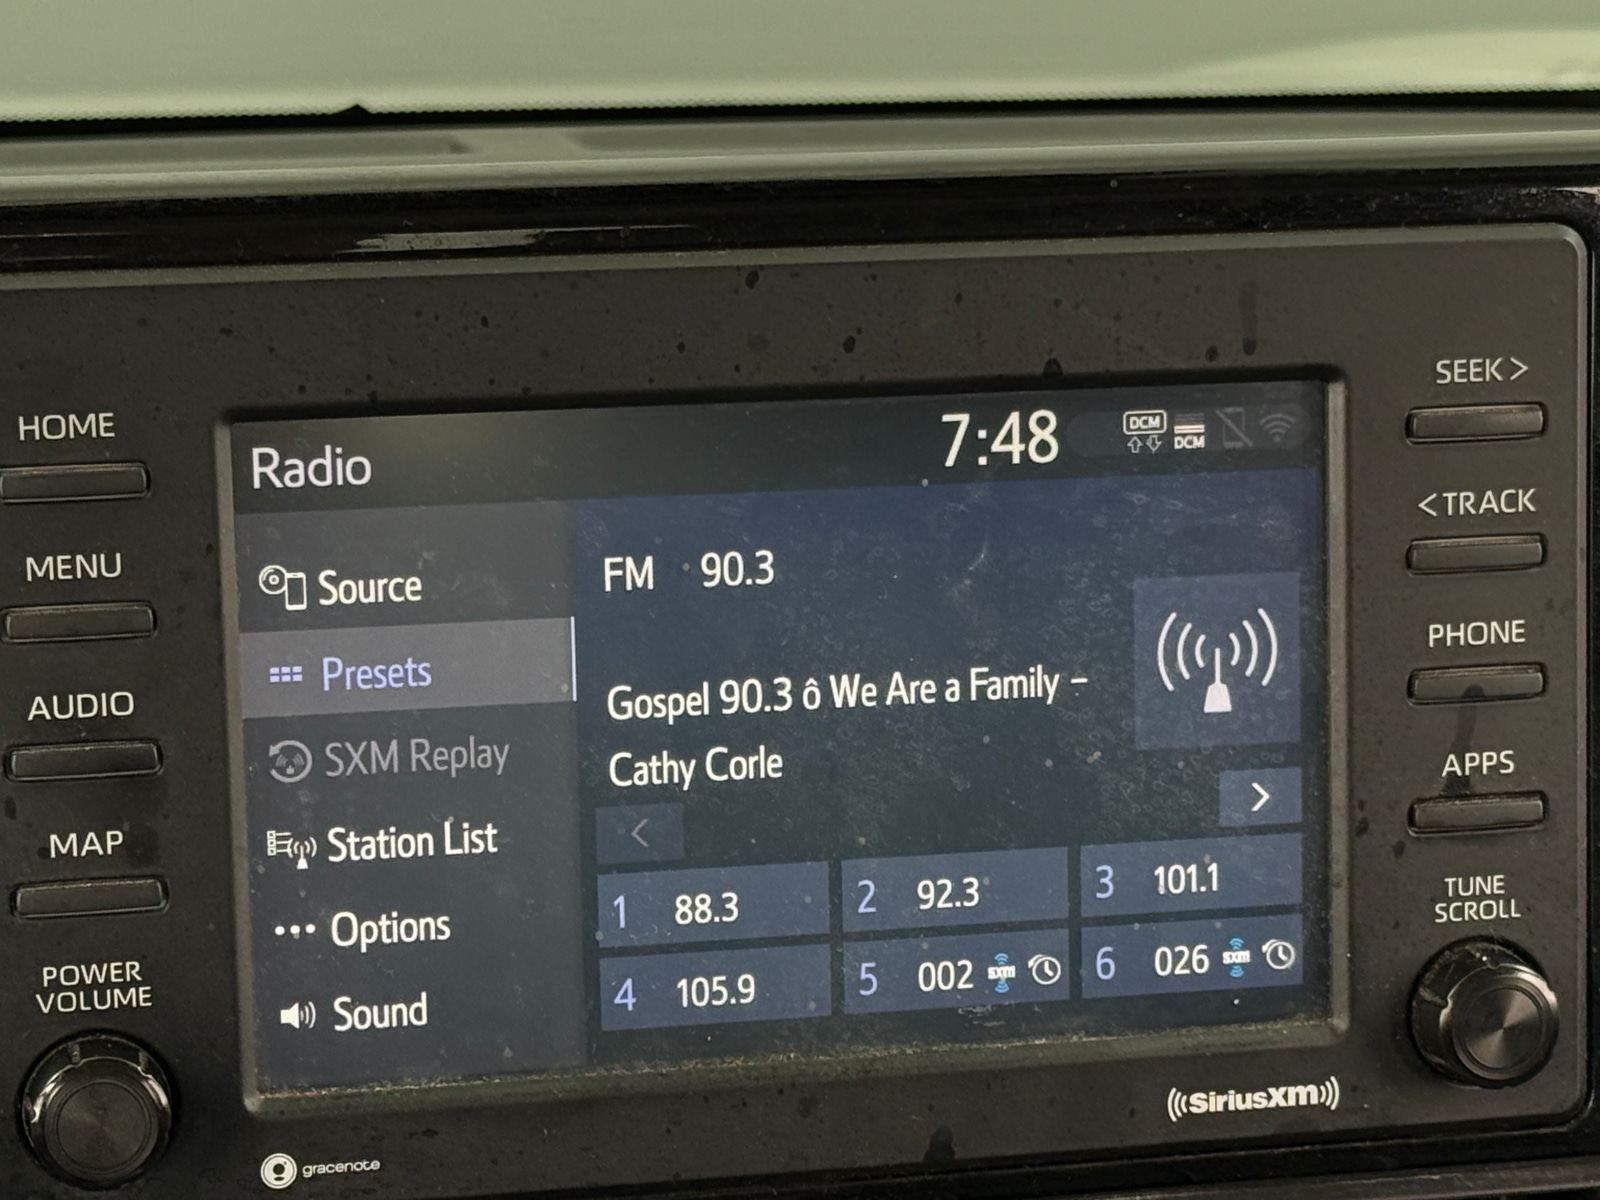 HOME
MENU
AUDIO
MAP
POWER
VOLUME
Radio
7:48
DCM
DCM
Source
Presets
SXM Replay
Station List
Options
Sound
FM 90.3
Gospel 90.3 ô We Are a Family –
Cathy Corle
<
>
1 88.3
2 92.3
3 101.1
4 105.9
5 002 sxm
6 026 sxm
SEEK >
< TRACK
PHONE
APPS
TUNE
SCROLL
((SiriusXM))
gracenote